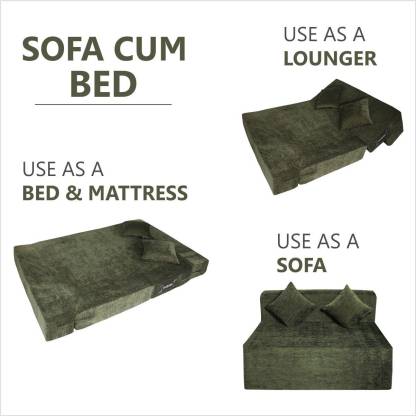 SOFA CUM
BED
USE AS A
LOUNGER
USE AS A
BED & MATTRESS
USE AS A
SOFA